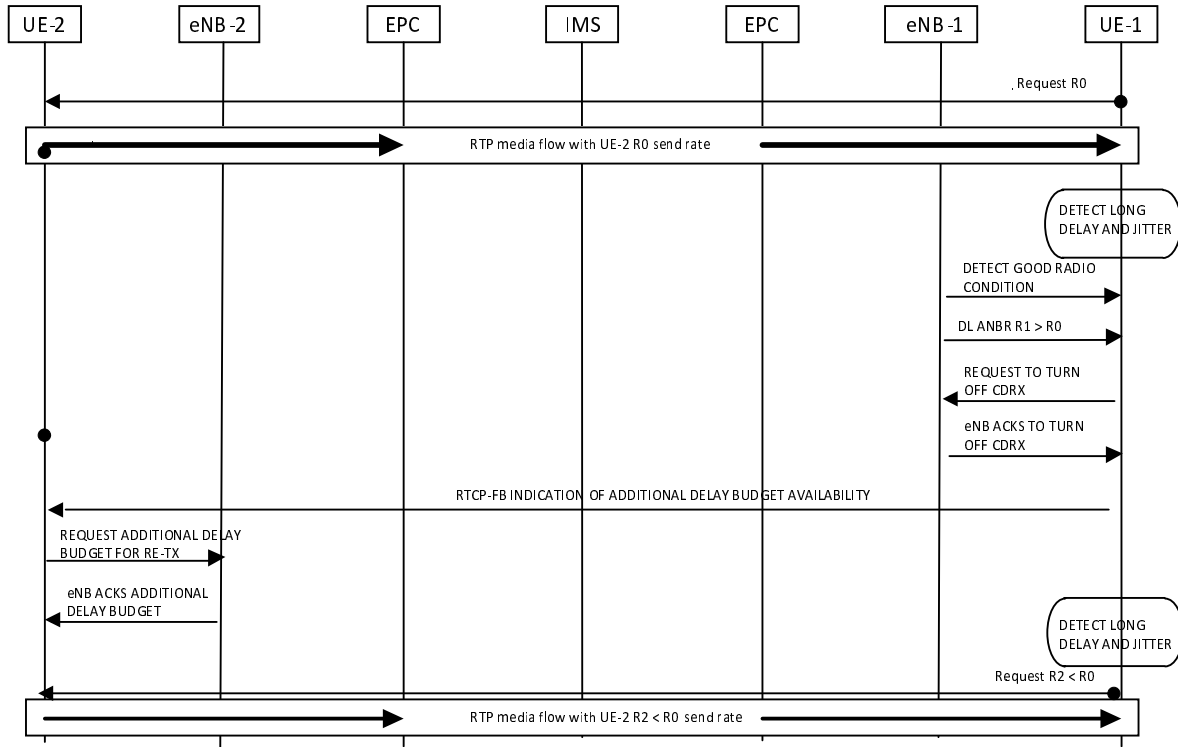 UE-2 eNB-2 EPC IMS EPC eNB-1 UE-1
. Request R0
RTP media flow with UE-2 R0 send rate
DETECT LONG
DELAY AND JITTER
DETECT GOOD RADIO
CONDITION
DL ANBR R1 > R0
REQUEST TO TURN
OFF CDRX
eNB ACKS TO TURN
OFF CDRX
RTCP-FB INDICATION OF ADDITIONAL DELAY BUDGET AVAILABILITY
REQUEST ADDITIONAL DELAY
BUDGET FOR RE-TX
eNB ACKS ADDITIONAL
DELAY BUDGET
DETECT LONG
DELAY AND JITTER
Request R2 < R0
RTP media flow with UE-2 R2 < R0 send rate